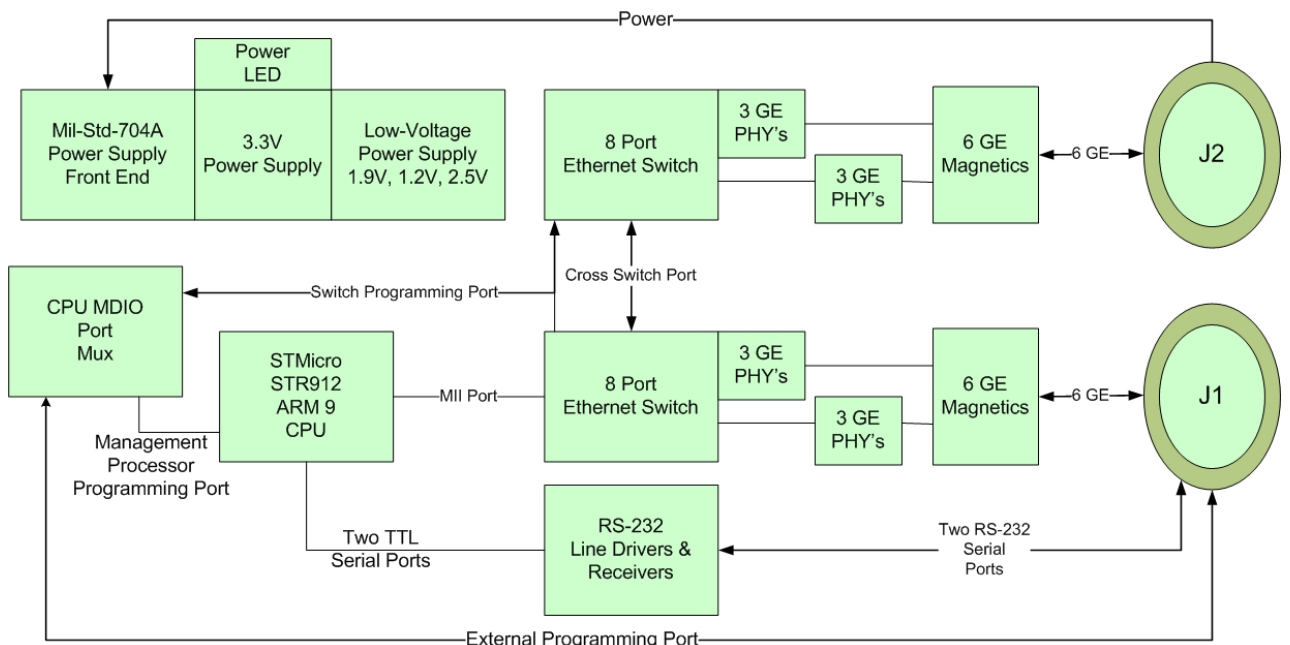 Power
Power
LED
Mil-Std-704A
Power Supply
Front End
3.3V
Power Supply
Low-Voltage
Power Supply
1.9V, 1.2V, 2.5V
8 Port
Ethernet Switch
3 GE
PHY's
3 GE
PHY's
6 GE
Magnetics
6 GE
J2
Cross Switch Port
Switch Programming Port
CPU MDIO
Port
Mux
STMicro
STR912
ARM 9
CPU
MII Port
8 Port
Ethernet Switch
3 GE
PHY's
3 GE
PHY's
6 GE
Magnetics
6 GE
J1
Management
Processor
Programming Port
Two TTL
Serial Ports
RS-232
Line Drivers &
Receivers
Two RS-232
Serial
Ports
External Programming Port